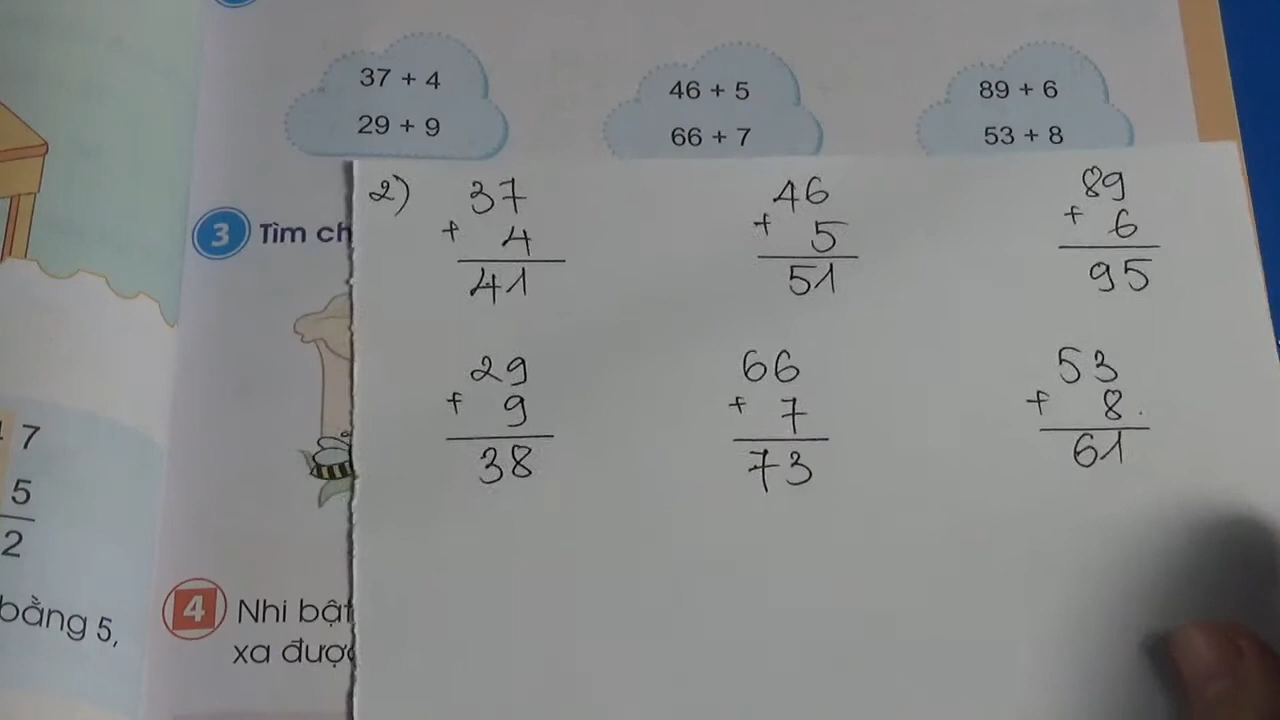 37 + 4
29 + 9
46 + 5
66 + 7
89 + 6
53 + 8
2)
37
+ 4
41
46
+ 5
51
89
+ 6
95
29
+ 9
38
66
+ 7
73
53
+ 8
61
3 Tìm ch
7
5
2
bằng 5,
4 Nhi bật
xa được